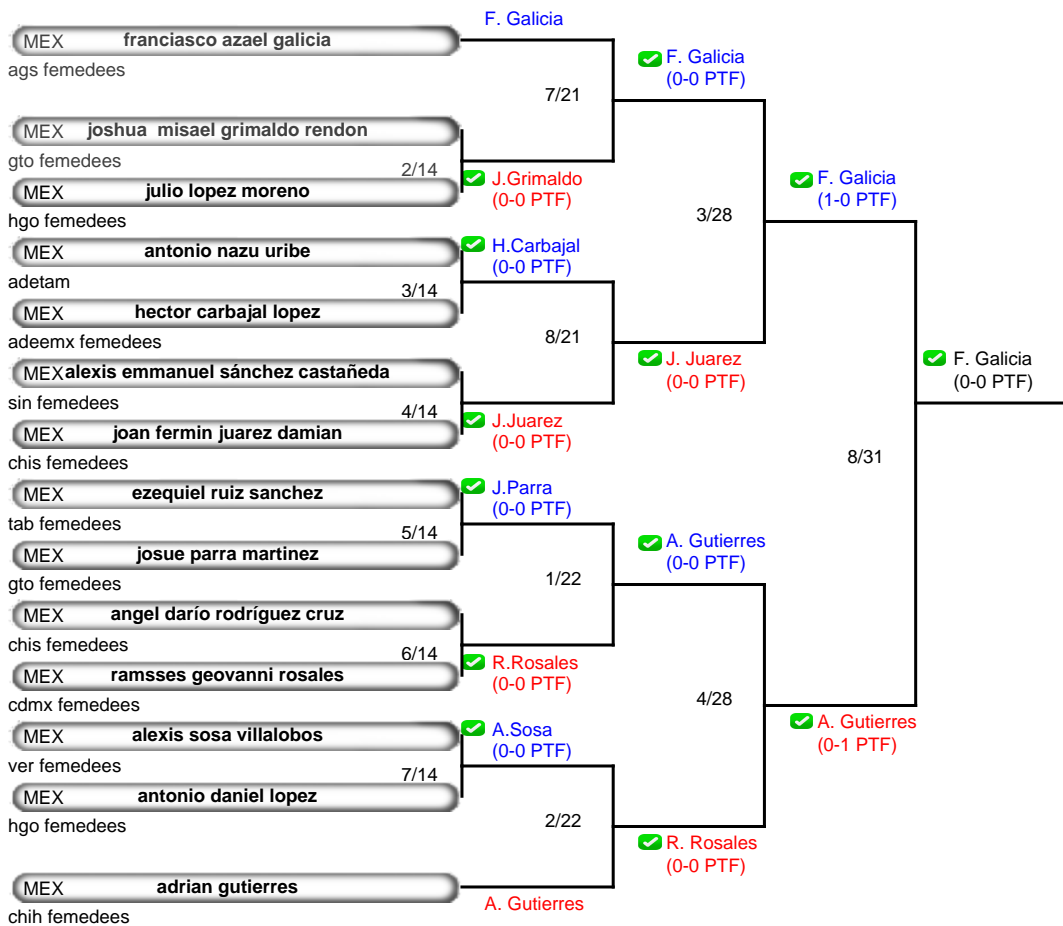 F. Galicia
MEX franciasco azael galicia
ags femedees
F. Galicia
(0-0 PTF)
7/21
MEX joshua misael grimaldo rendon
gto femedees
2/14
J.Grimaldo
(0-0 PTF)
MEX julio lopez moreno
hgo femedees
F. Galicia
(1-0 PTF)
3/28
MEX antonio nazu uribe
H.Carbajal
(0-0 PTF)
adetam
3/14
MEX hector carbajal lopez
adeemx femedees
8/21
J. Juarez
(0-0 PTF)
MEX alexis emmanuel sánchez castañeda
sin femedees
4/14
J.Juarez
(0-0 PTF)
MEX joan fermin juarez damian
chis femedees
F. Galicia
(0-0 PTF)
8/31
MEX ezequiel ruiz sanchez
J.Parra
(0-0 PTF)
tab femedees
5/14
MEX josue parra martinez
gto femedees
A. Gutierres
(0-0 PTF)
1/22
MEX angel darío rodríguez cruz
chis femedees
6/14
R.Rosales
(0-0 PTF)
MEX ramsses geovanni rosales
cdmx femedees
4/28
A. Gutierres
(0-1 PTF)
MEX alexis sosa villalobos
A.Sosa
(0-0 PTF)
ver femedees
7/14
MEX antonio daniel lopez
hgo femedees
2/22
R. Rosales
(0-0 PTF)
MEX adrian gutierres
A. Gutierres
chih femedees